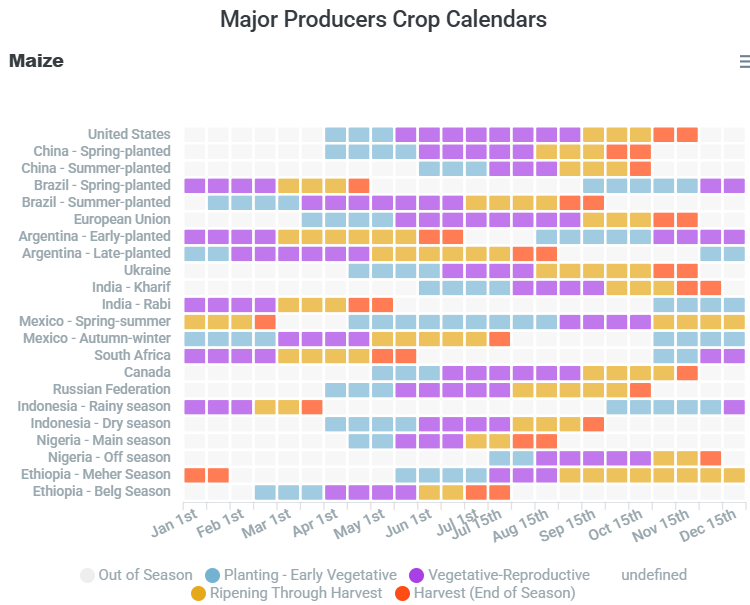 Major Producers Crop Calendars
Maize
United States
China - Spring-planted
China - Summer-planted
Brazil - Spring-planted
Brazil - Summer-planted
European Union
Argentina - Early-planted
Argentina - Late-planted
Ukraine
India - Kharif
India - Rabi
Mexico - Spring-summer
Mexico - Autumn-winter
South Africa
Canada
Russian Federation
Indonesia - Rainy season
Indonesia - Dry season
Nigeria - Main season
Nigeria - Off season
Ethiopia - Meher Season
Ethiopia - Belg Season
Jan 1st Feb 1st Mar 1st Apr 1st May 1st Jun 1st Jul 1st Jul 15th Aug 15th Sep 15th Oct 15th Nov 15th Dec 15th
Out of Season Planting - Early Vegetative Vegetative-Reproductive undefined
Ripening Through Harvest Harvest (End of Season)